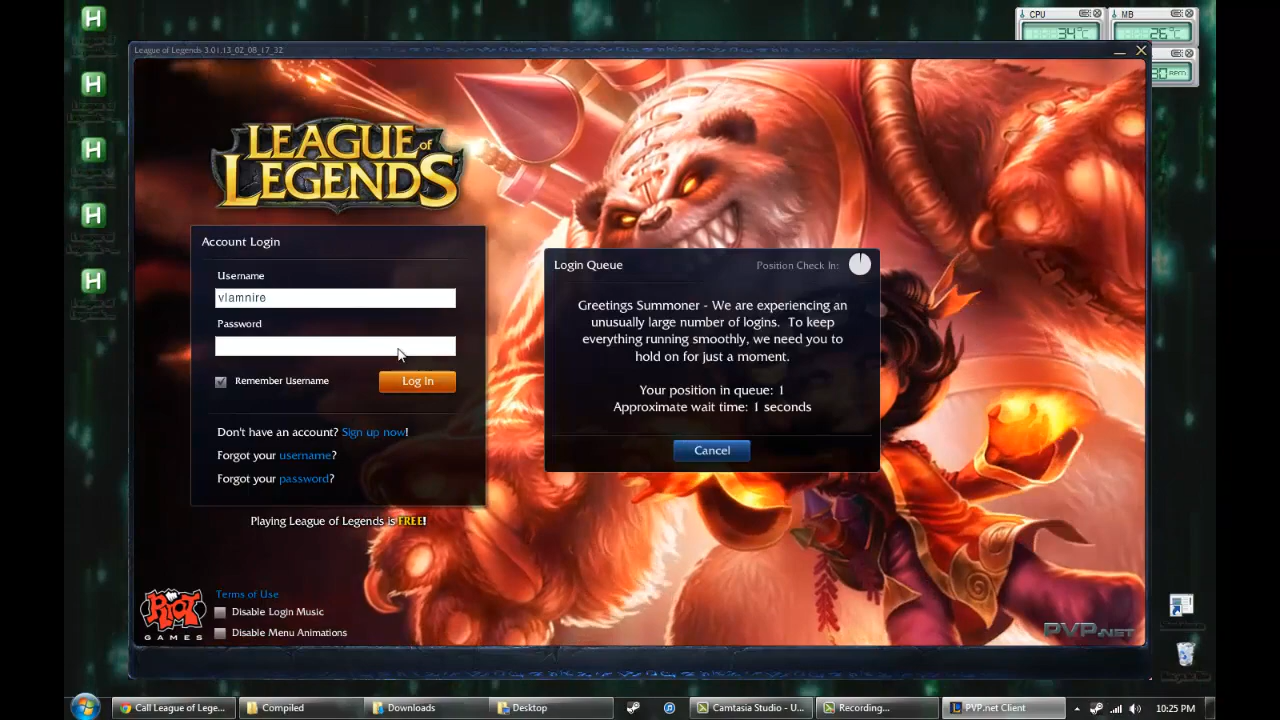 CPU
MB
34°C
26°C
League of Legends 3.01.13_02_08_17_32
LEAGUE of
LEGENDS
Account Login
Username
vlamnire
Password
Remember Username
Log In
Don't have an account? Sign up now!
Forgot your username?
Forgot your password?
Playing League of Legends is FREE!
Login Queue
Position Check In:
Greetings Summoner - We are experiencing an
unusually large number of logins. To keep
everything running smoothly, we need you to
hold on for just a moment.
Your position in queue: 1
Approximate wait time: 1 seconds
Cancel
RIOT
GAMES
Terms of Use
Disable Login Music
Disable Menu Animations
PVP.NET
Call League of Lege...
Compiled
Downloads
Desktop
Camtasia Studio - U...
Recording...
PVP.net Client
10:25 PM